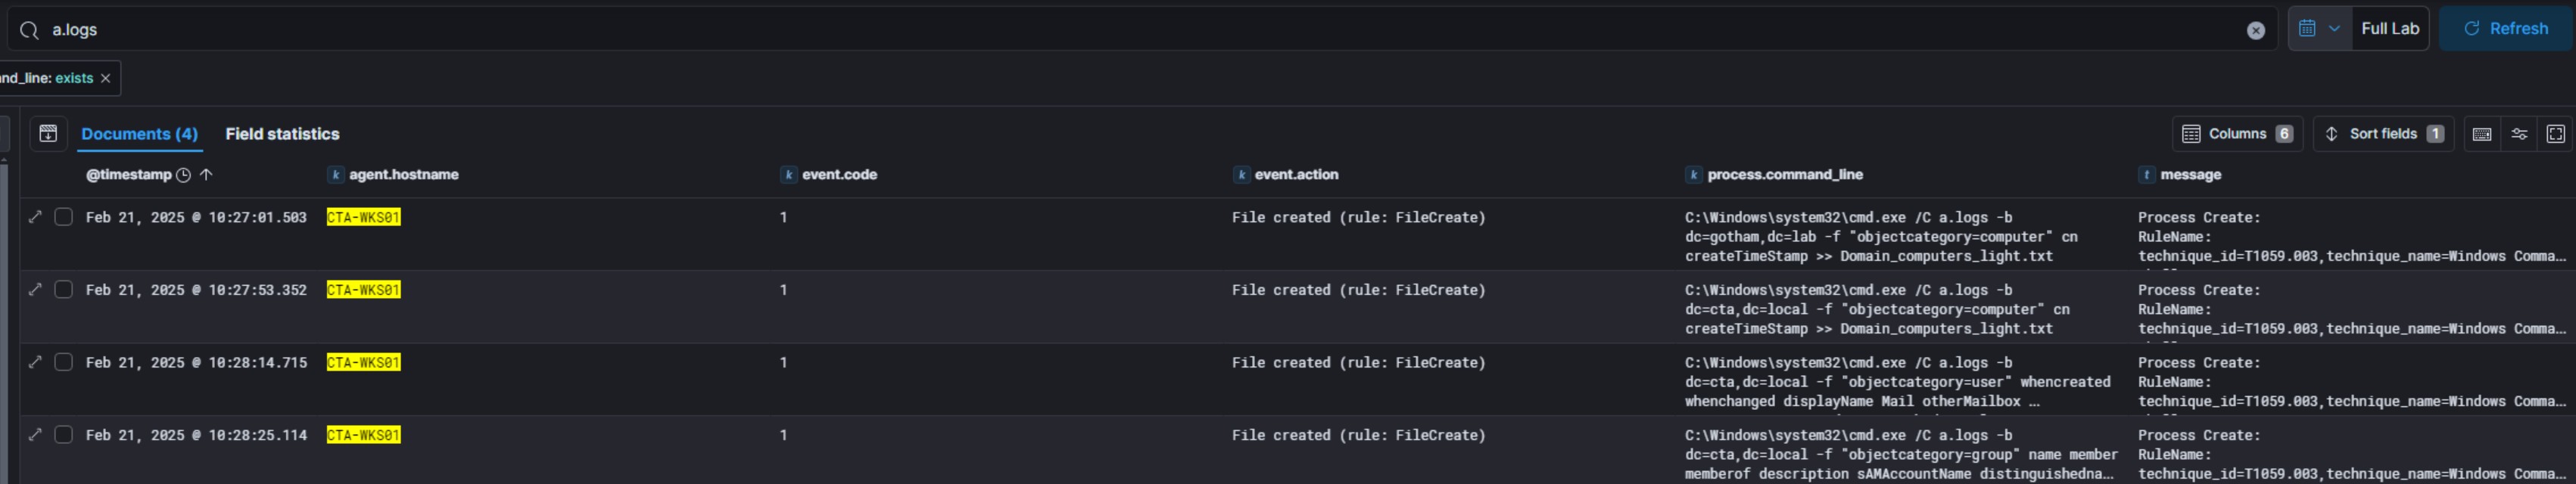 a.logs
Full Lab
Refresh
nd_line: exists
Documents (4)
Field statistics
Columns 6
Sort fields 1
@timestamp
k agent.hostname
k event.code
k event.action
k process.command_line
t message
Feb 21, 2025 @ 10:27:01.503
CTA-WKS01
1
File created (rule: FileCreate)
C:\Windows\system32\cmd.exe /C a.logs -b
dc=gotham,dc=lab -f "objectcategory=computer" cn
createTimeStamp >> Domain_computers_light.txt
Process Create:
RuleName:
technique_id=T1059.003,technique_name=Windows Comma…
Feb 21, 2025 @ 10:27:53.352
CTA-WKS01
1
File created (rule: FileCreate)
C:\Windows\system32\cmd.exe /C a.logs -b
dc=cta,dc=local -f "objectcategory=computer" cn
createTimeStamp >> Domain_computers_light.txt
Process Create:
RuleName:
technique_id=T1059.003,technique_name=Windows Comma…
Feb 21, 2025 @ 10:28:14.715
CTA-WKS01
1
File created (rule: FileCreate)
C:\Windows\system32\cmd.exe /C a.logs -b
dc=cta,dc=local -f "objectcategory=user" whencreated
whenchanged displayName Mail otherMailbox …
Process Create:
RuleName:
technique_id=T1059.003,technique_name=Windows Comma…
Feb 21, 2025 @ 10:28:25.114
CTA-WKS01
1
File created (rule: FileCreate)
C:\Windows\system32\cmd.exe /C a.logs -b
dc=cta,dc=local -f "objectcategory=group" name member
memberof description sAMAccountName distinguishedna…
Process Create:
RuleName:
technique_id=T1059.003,technique_name=Windows Comma…